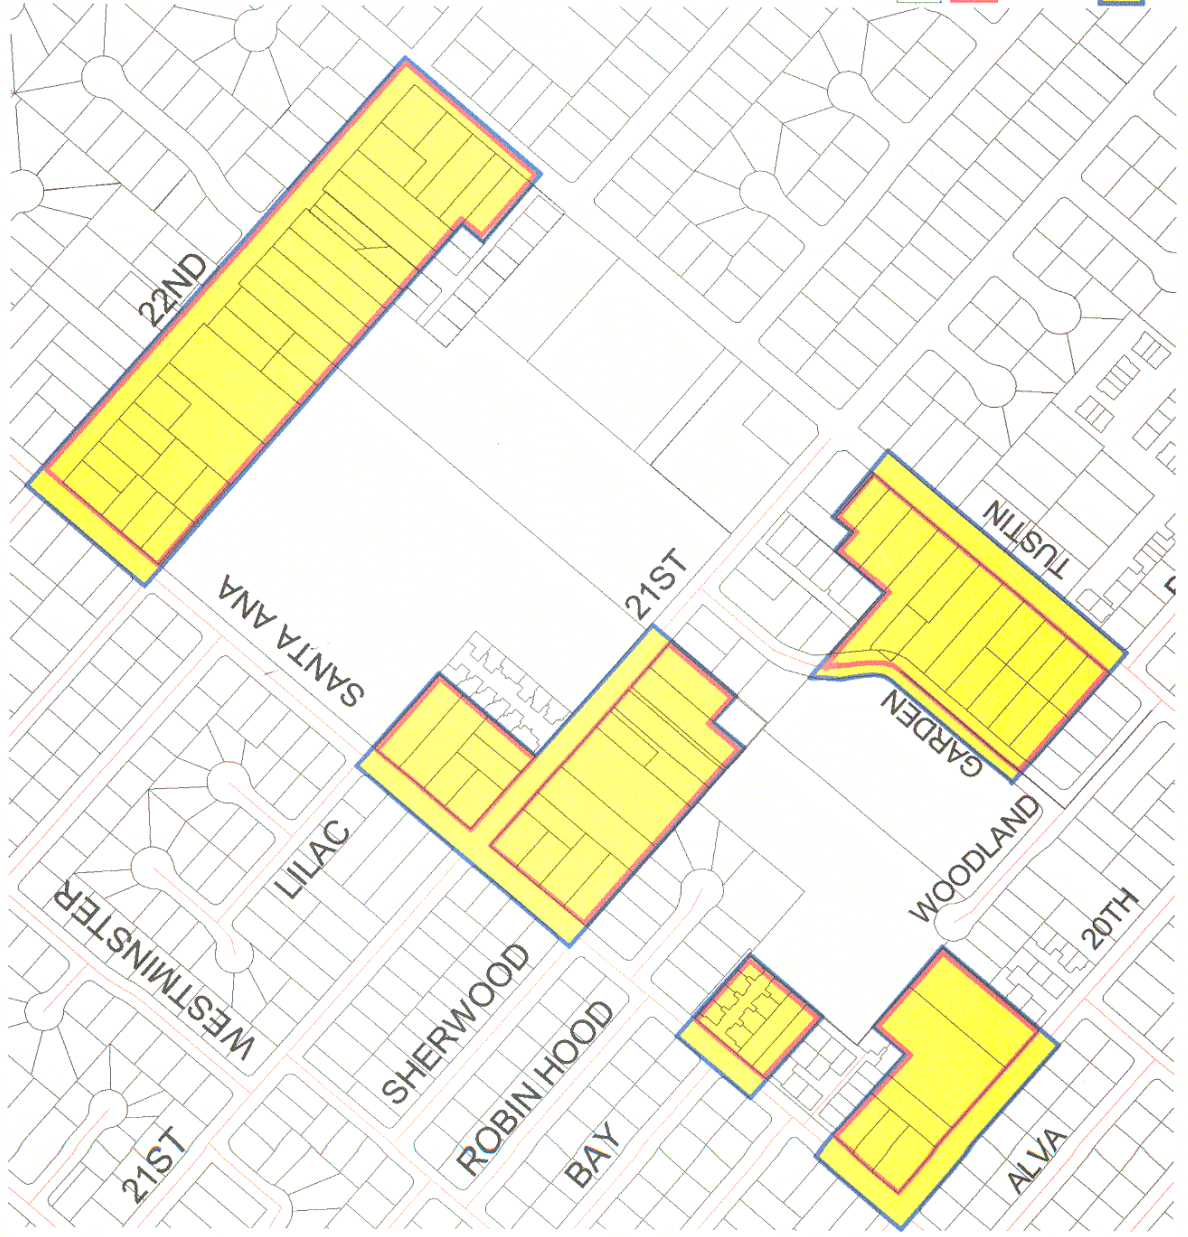 22ND
TUSTIN
21ST
SANTA ANA
GARDEN
WOODLAND
LILAC
20TH
WESTMINSTER
SHERWOOD
ROBIN HOOD
BAY
ALVA
21ST